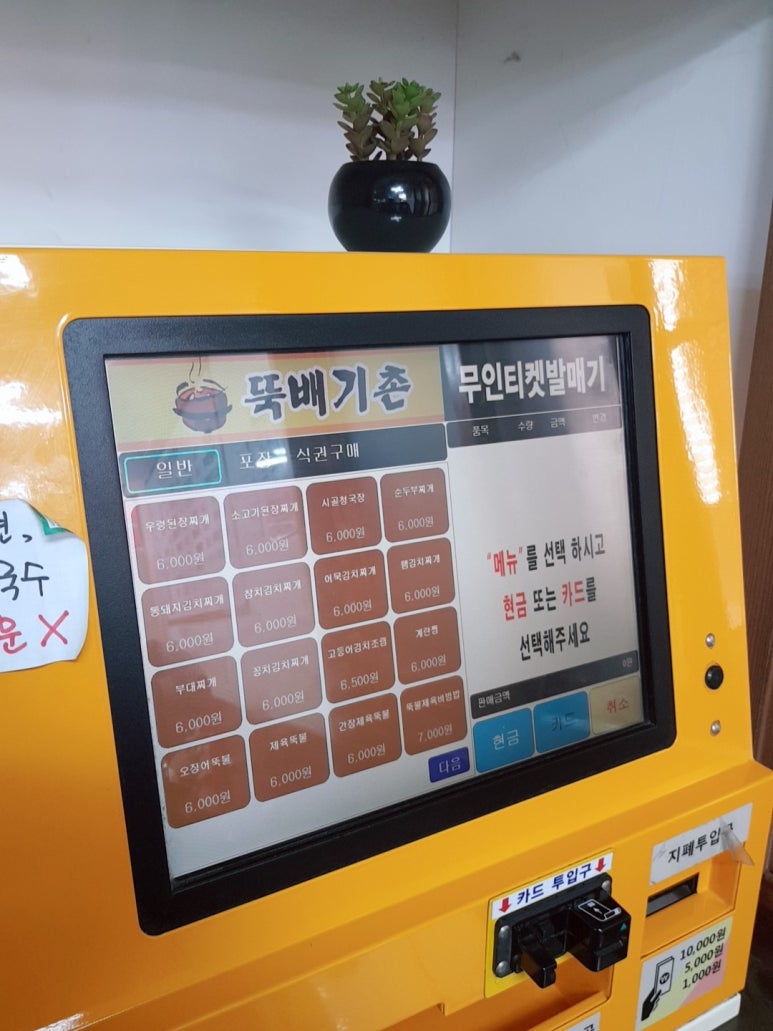 뚝배기촌
무인티켓발매기
일반 포장 식권구매
품목 수량 금액 변경
우렁된장찌개
6,000원
소고기된장찌개
6,000원
시골청국장
6,000원
순두부찌개
6,000원
통돼지김치찌개
6,000원
참치김치찌개
6,000원
어묵김치찌개
6,000원
햄김치찌개
6,000원
부대찌개
6,000원
꽁치김치찌개
6,000원
고등어김치조림
6,500원
계란찜
6,000원
오징어뚝불
6,000원
제육뚝불
6,000원
간장제육뚝불
6,000원
뚝불제육비빔밥
7,000원
다음
"메뉴"를 선택 하시고
현금 또는 카드를
선택해주세요
판매금액 0원
현금
카드
취소
국수
운 X
카드 투입구
지폐투입구
10,000원
5,000원
1,000원